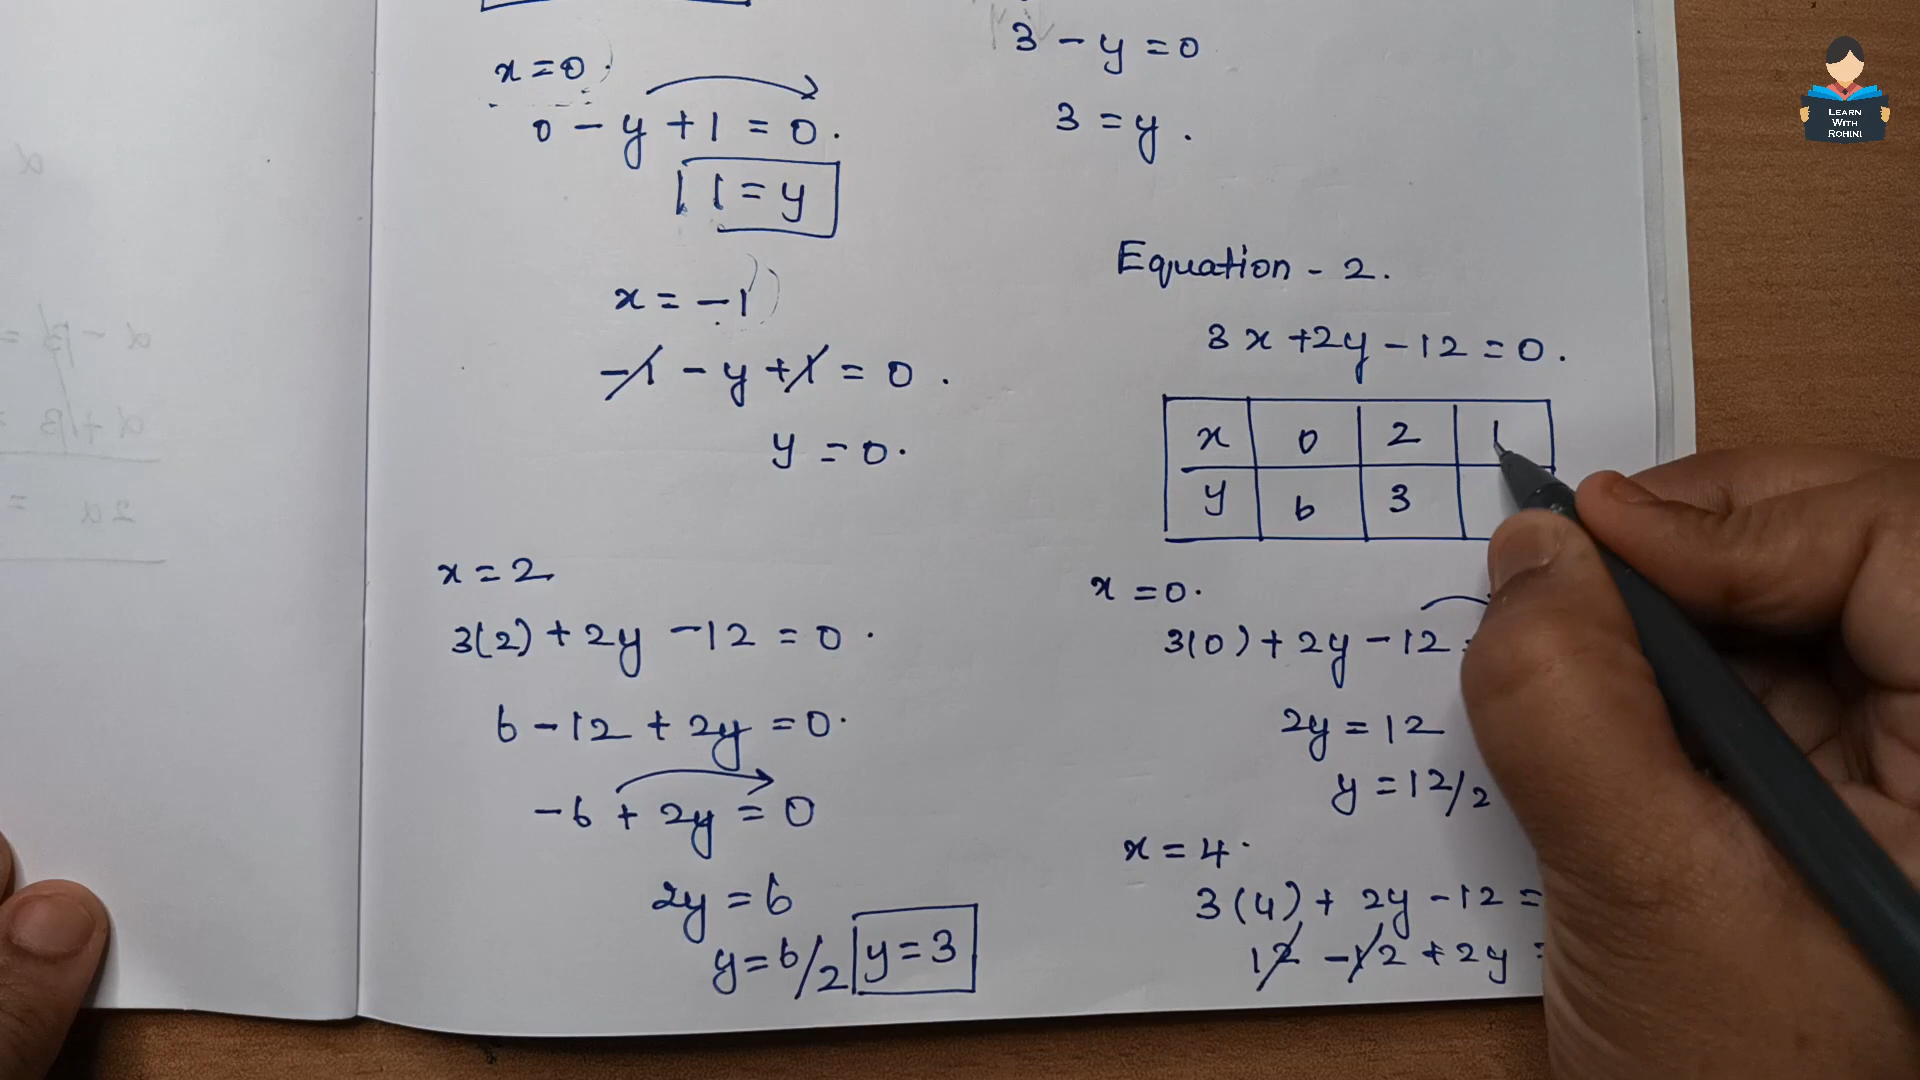 x = 0
0 - y + 1 = 0.
1 = y
x = -1
-1 - y + 1 = 0.
y = 0.
x = 2
3(2) + 2y - 12 = 0.
6 - 12 + 2y = 0.
-6 + 2y = 0
2y = 6
y = 6/2 y = 3
3 - y = 0
3 = y.
Equation - 2.
3x + 2y - 12 = 0.
x 0 2
y 6 3
x = 0.
3(0) + 2y - 12
2y = 12
y = 12/2
x = 4.
3(4) + 2y - 12 =
12 - 12 + 2y =
LEARN
WITH
ROHINI